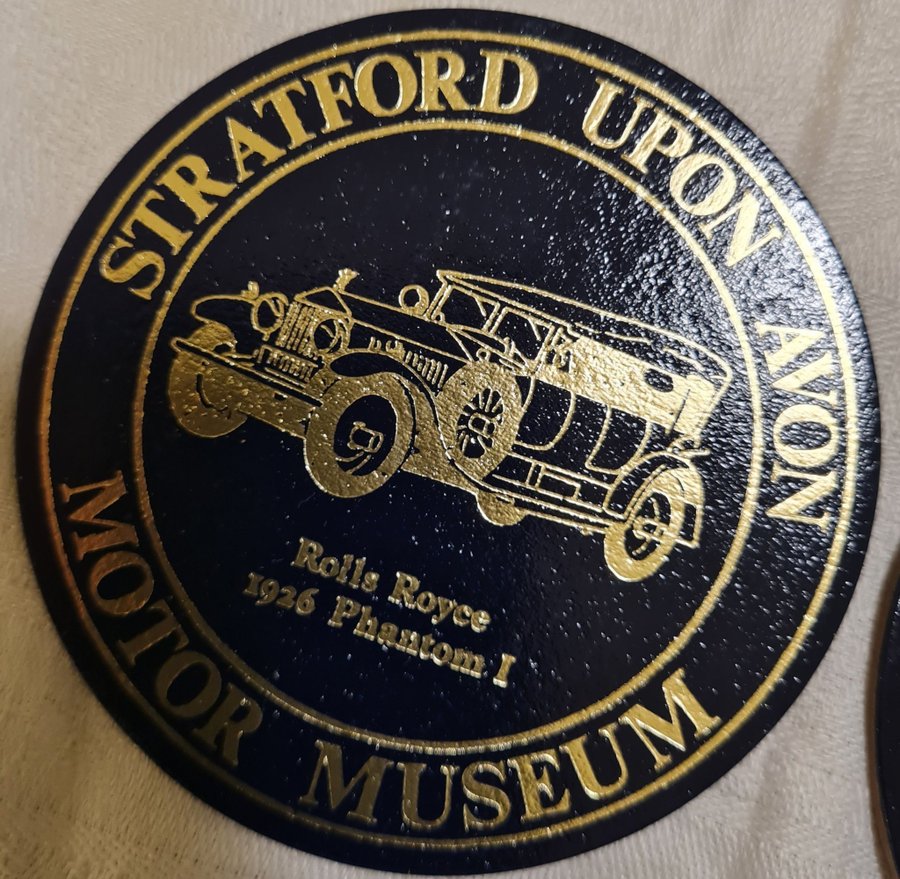 STRATFORD UPON AVON
Rolls Royce
1926 Phantom I
MOTOR MUSEUM